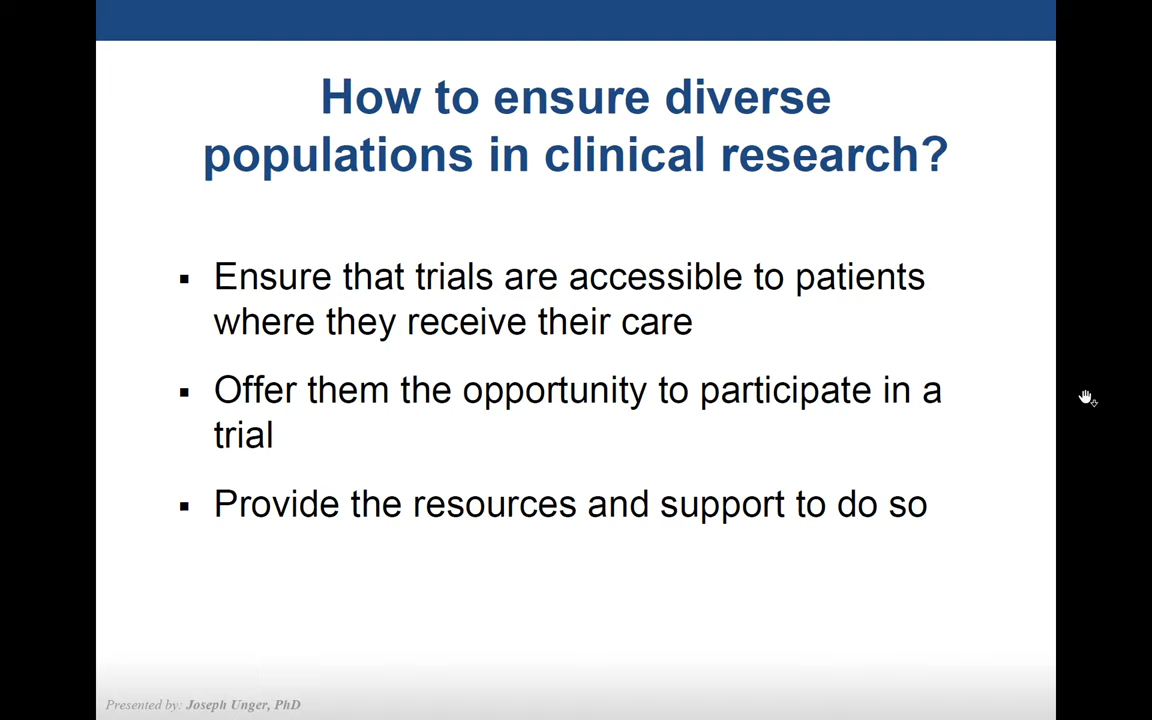 How to ensure diverse
populations in clinical research?
▪ Ensure that trials are accessible to patients
where they receive their care
▪ Offer them the opportunity to participate in a
trial
▪ Provide the resources and support to do so
Presented by: Joseph Unger, PhD